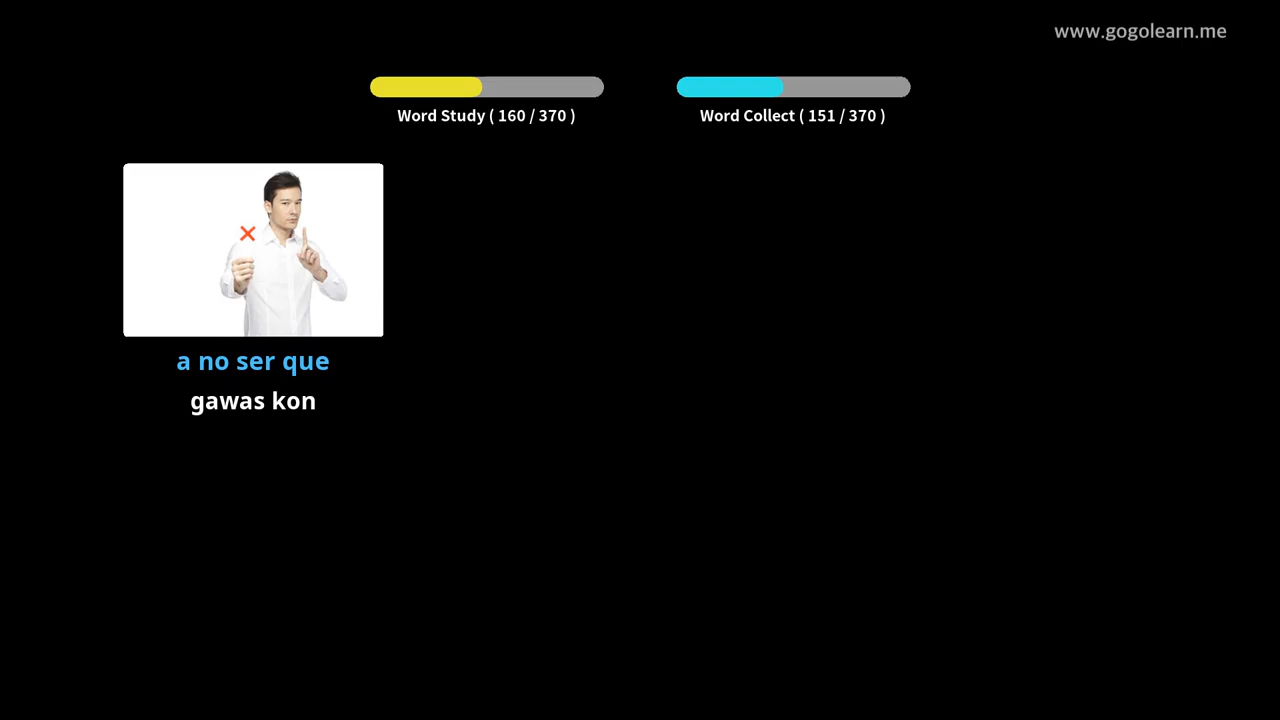 www.gogolearn.me
Word Study ( 160 / 370 )
Word Collect ( 151 / 370 )
a no ser que
gawas kon